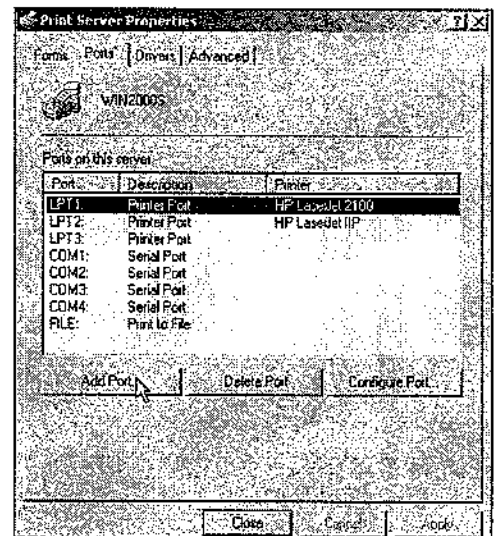 Print Server Properties ? X
Forms Ports Drivers Advanced
WIN2000S
Ports on this server
Port Description Printer
LPT1: Printer Port HP LaserJet 2100
LPT2: Printer Port HP LaserJet IIP
LPT3: Printer Port
COM1: Serial Port
COM2: Serial Port
COM3: Serial Port
COM4: Serial Port
FILE: Print to File
Add Port... Delete Port Configure Port...
Close Cancel Apply